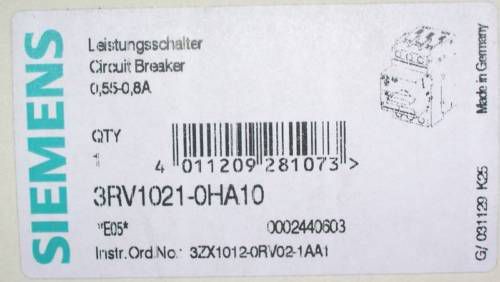 SIEMENS
Leistungsschalter
Circuit Breaker
0,55-0,8A
QTY
1
4 011209 281073 >
3RV1021-0HA10
*E05*
0002440603
Instr.Ord.No.: 3ZX1012-0RV02-1AA1
Made in Germany
G/ 031129 K25